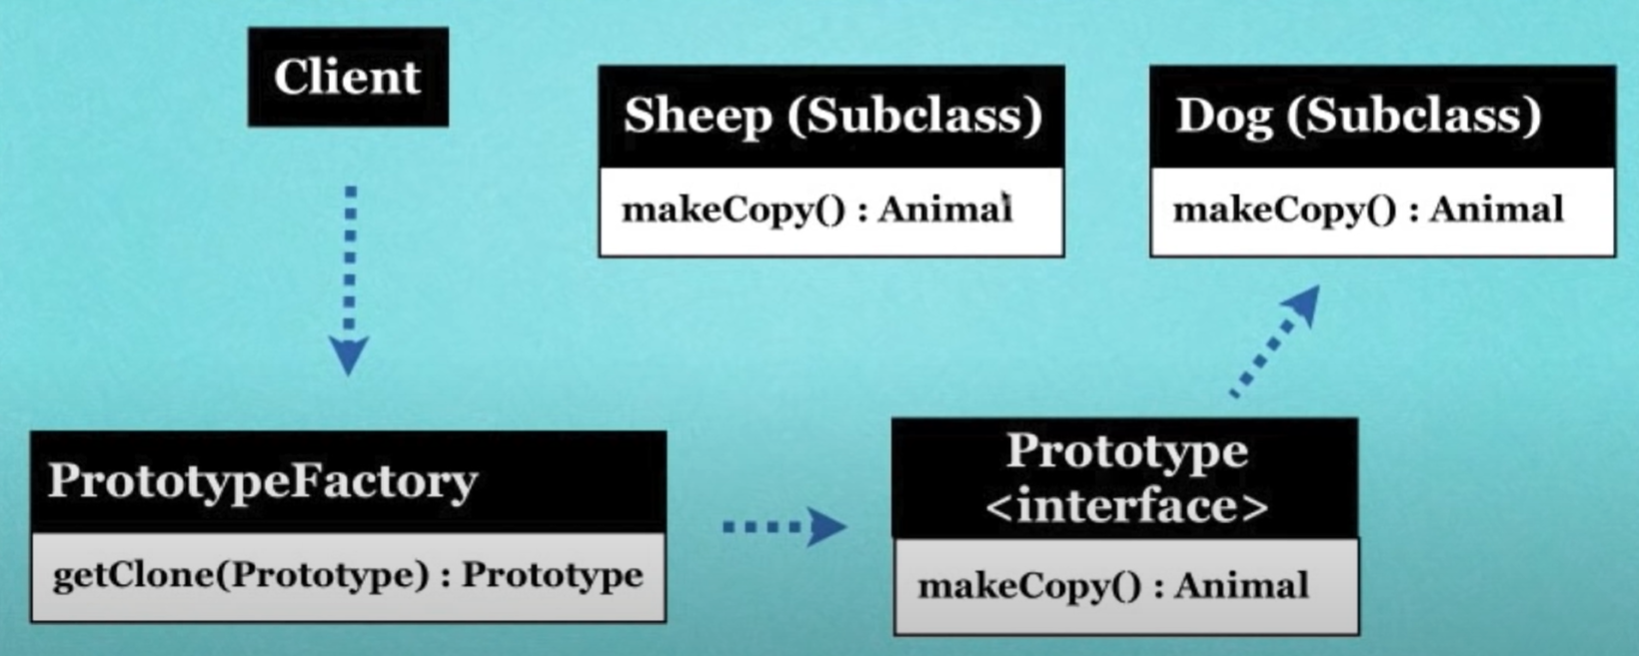 Client
Sheep (Subclass)
makeCopy() : Animal
Dog (Subclass)
makeCopy() : Animal
PrototypeFactory
getClone(Prototype) : Prototype
Prototype
<interface>
makeCopy() : Animal